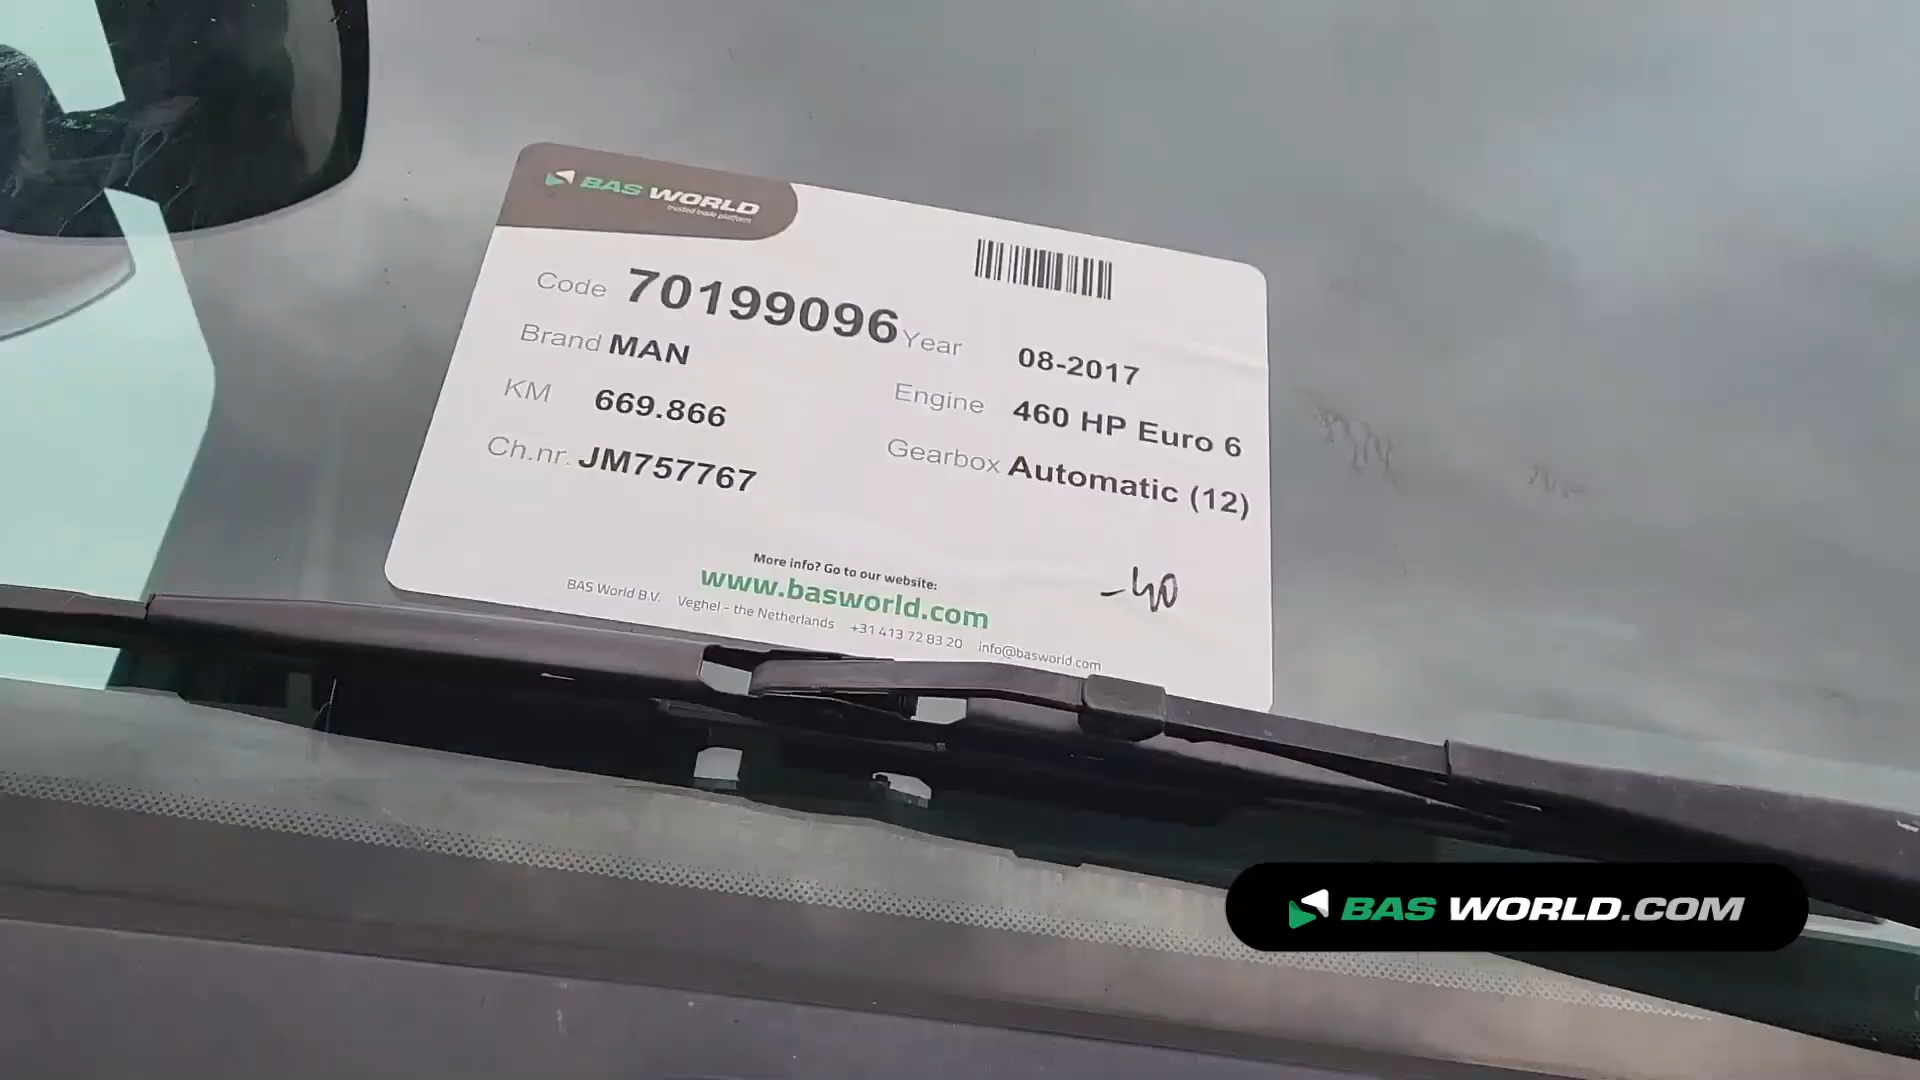 BAS WORLD
trusted trade platform
Code 70199096
Year 08-2017
Brand MAN
Engine 460 HP Euro 6
KM 669.866
Gearbox Automatic (12)
Ch.nr. JM757767
-40
More info? Go to our website:
www.basworld.com
BAS World B.V. Veghel - the Netherlands +31 413 72 83 20 info@basworld.com
BAS WORLD.COM